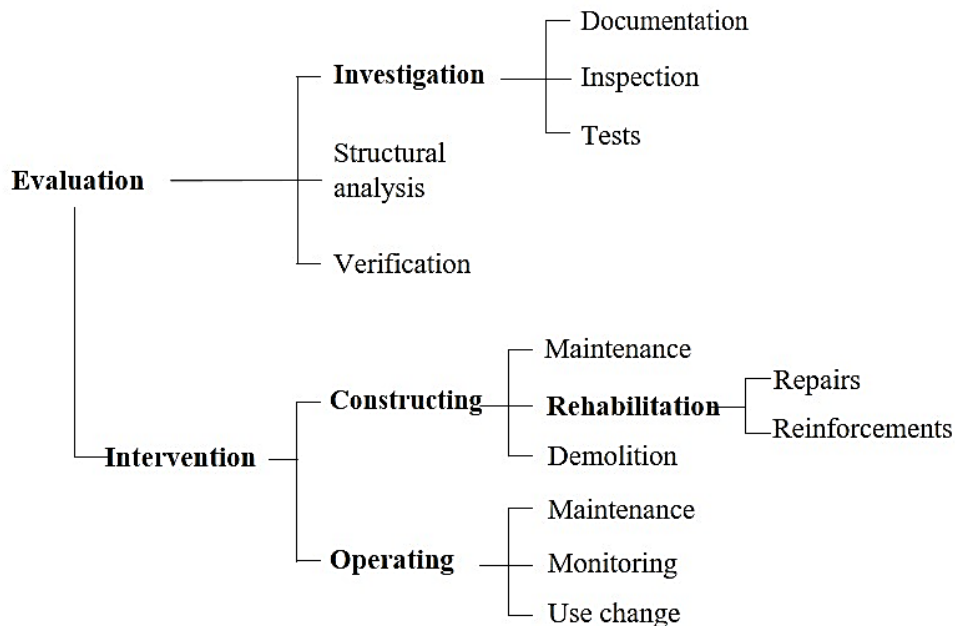 Documentation
Investigation
Inspection
Tests
Structural
analysis
Evaluation
Verification
Maintenance
Constructing
Rehabilitation
Repairs
Reinforcements
Demolition
Intervention
Maintenance
Operating
Monitoring
Use change